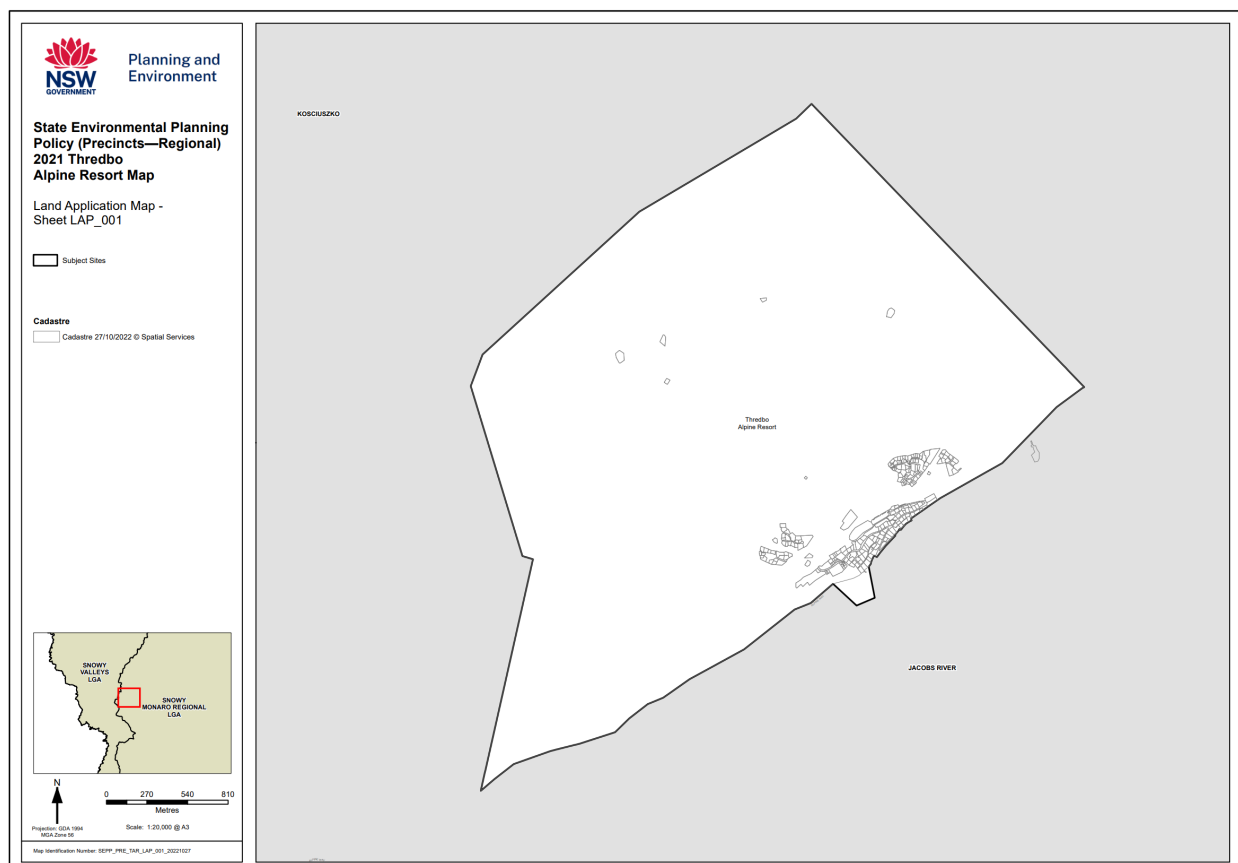 NSW
GOVERNMENT
Planning and
Environment
State Environmental Planning
Policy (Precincts—Regional)
2021 Thredbo
Alpine Resort Map
Land Application Map -
Sheet LAP_001
Subject Sites
Cadastre
Cadastre 27/10/2022 © Spatial Services
SNOWY
VALLEYS
LGA
SNOWY
MONARO REGIONAL
LGA
N
0 270 540 810
Metres
Projection: GDA 1994
MGA Zone 56
Scale: 1:20,000 @ A3
Map Identification Number: SEPP_PRE_TAR_LAP_001_20221027
KOSCIUSZKO
Thredbo
Alpine Resort
JACOBS RIVER